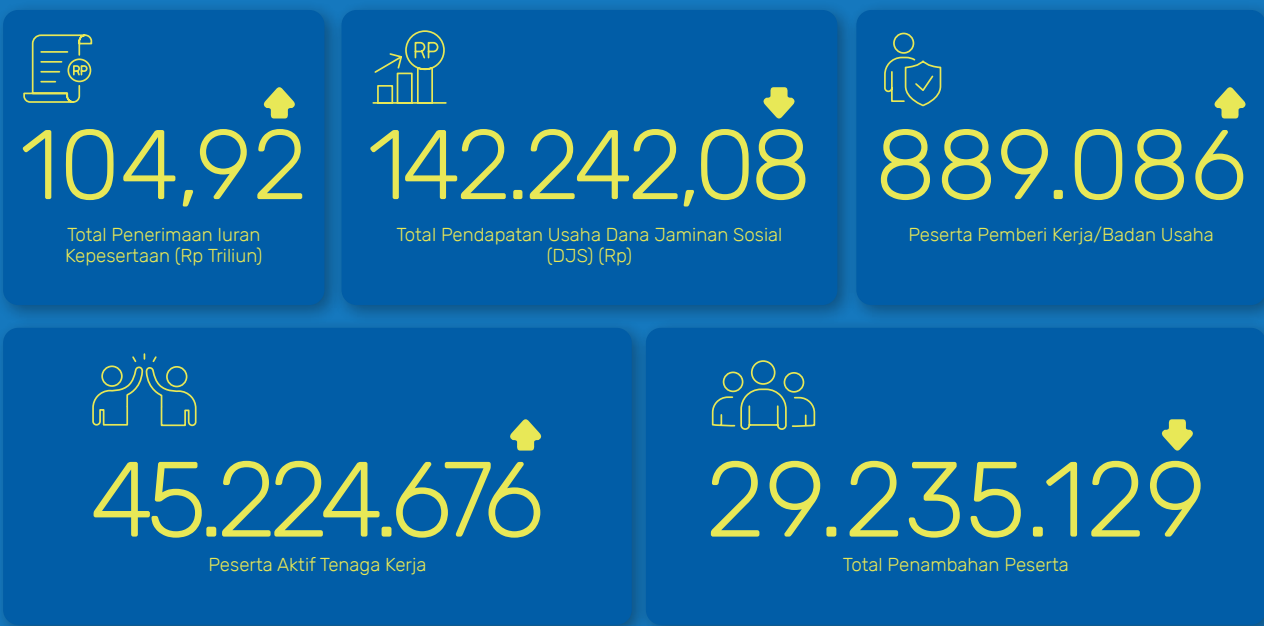 RP
104,92
Total Penerimaan Iuran
Kepesertaan (Rp Triliun)
RP
142.242,08
Total Pendapatan Usaha Dana Jaminan Sosial
(DJS) (Rp)
889.086
Peserta Pemberi Kerja/Badan Usaha
45.224.676
Peserta Aktif Tenaga Kerja
29.235.129
Total Penambahan Peserta